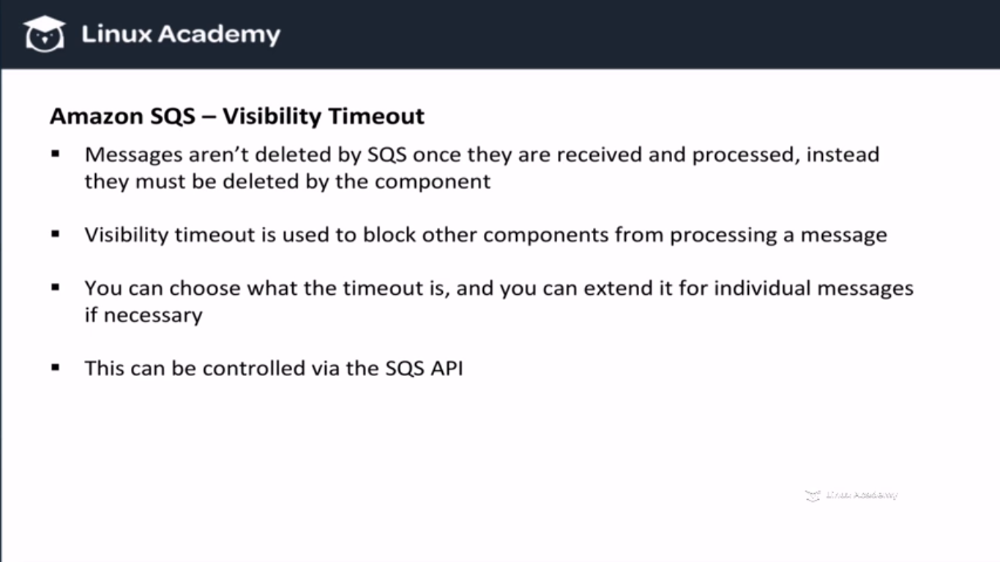 Linux Academy
Amazon SQS – Visibility Timeout
▪ Messages aren’t deleted by SQS once they are received and processed, instead
they must be deleted by the component
▪ Visibility timeout is used to block other components from processing a message
▪ You can choose what the timeout is, and you can extend it for individual messages
if necessary
▪ This can be controlled via the SQS API
Linux Academy